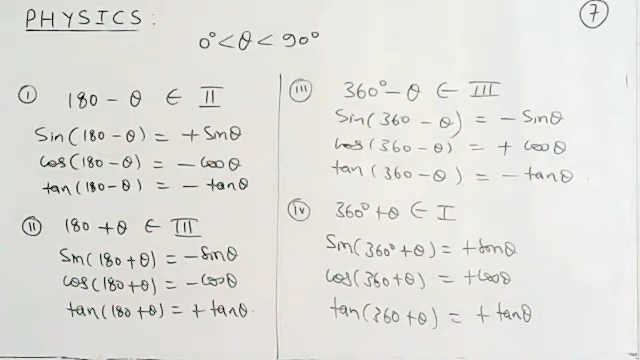 PHYSICS:
7
0° < θ < 90°
(i) 180 - θ ∈ II
Sin(180 - θ) = + Sinθ
cos(180 - θ) = - cosθ
tan(180 - θ) = - tanθ
(ii) 180 + θ ∈ III
Sin(180 + θ) = - Sinθ
cos(180 + θ) = - cosθ
tan(180 + θ) = + tanθ.
(iii) 360° - θ ∈ III
Sin(360 - θ) = - Sinθ
cos(360 - θ) = + cosθ
tan(360 - θ) = - tanθ.
(iv) 360° + θ ∈ I
Sin(360° + θ) = + Sinθ
cos(360 + θ) = + cosθ
tan(360 + θ) = + tanθ